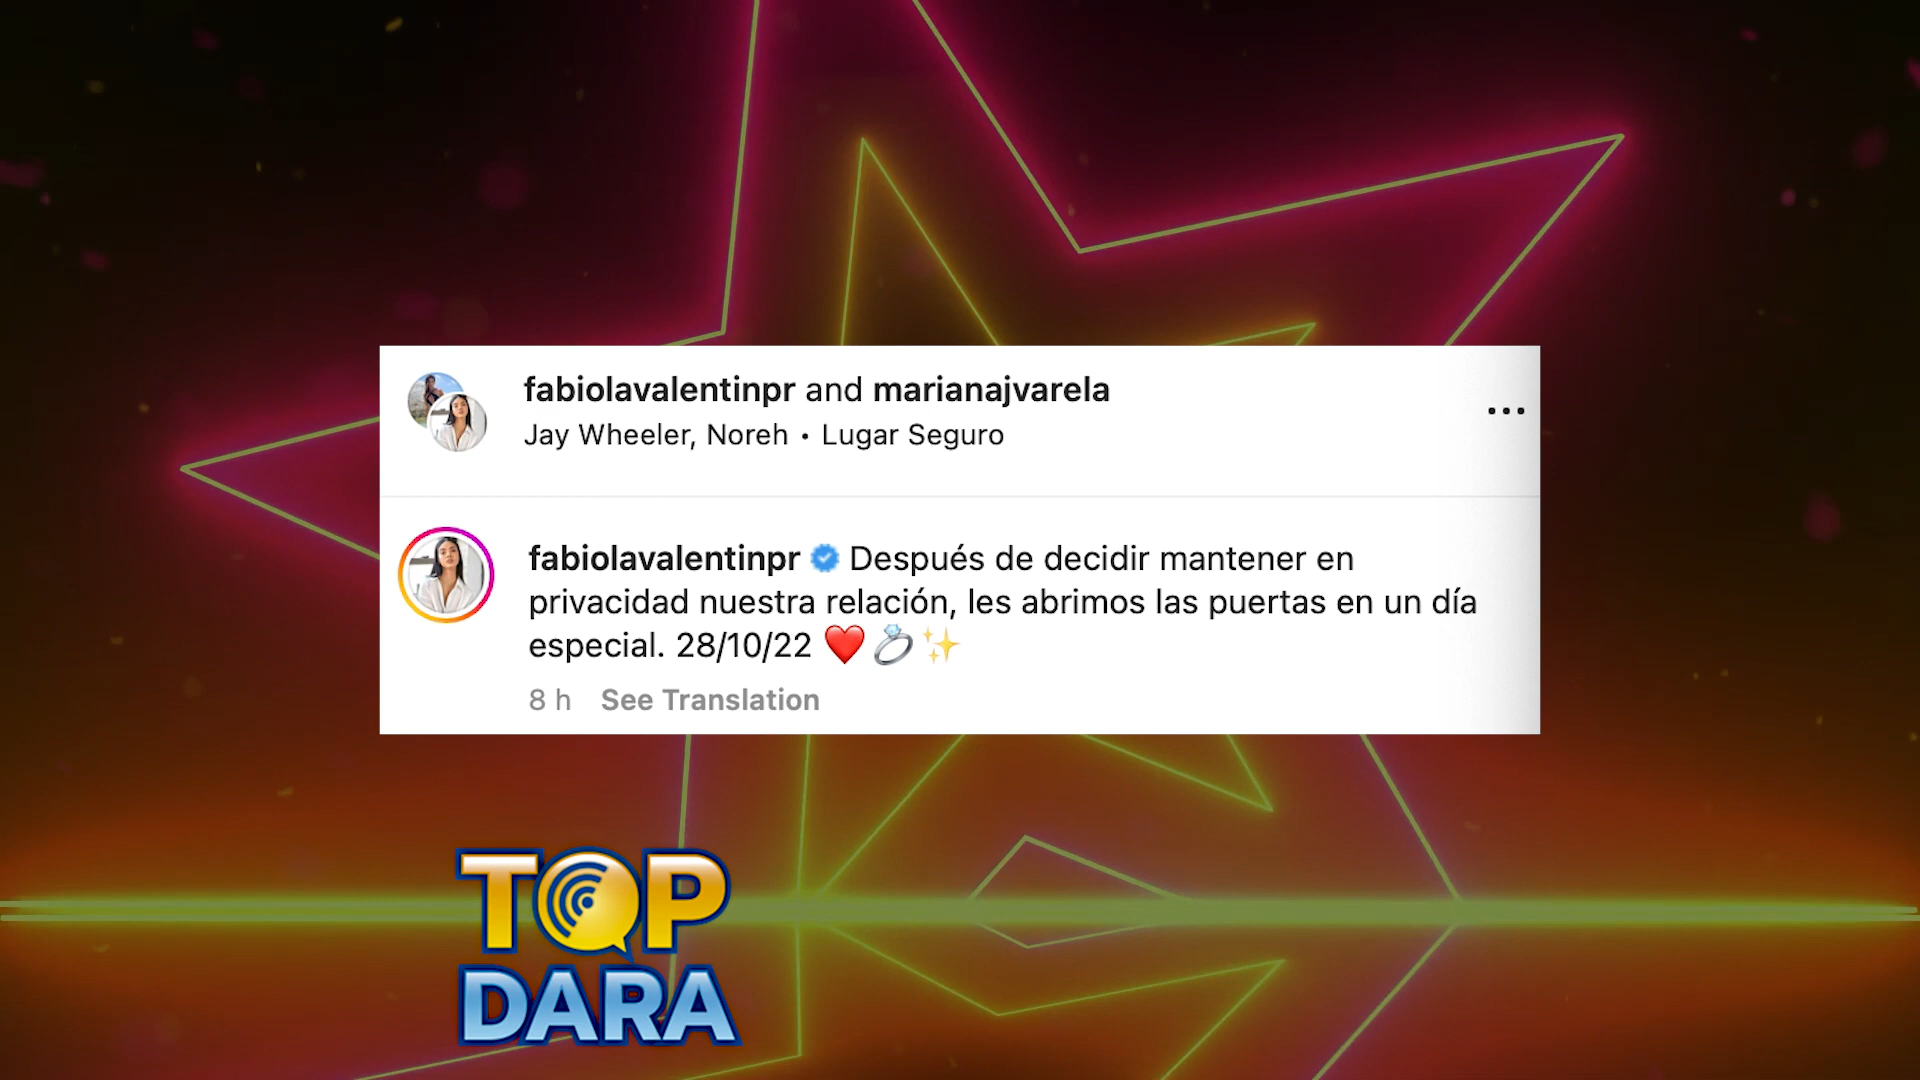 fabiolavalentinpr and marianajvarela
Jay Wheeler, Noreh • Lugar Seguro
fabiolavalentinpr Después de decidir mantener en
privacidad nuestra relación, les abrimos las puertas en un día
especial. 28/10/22 ❤️💍✨
8 h See Translation
TOP
DARA